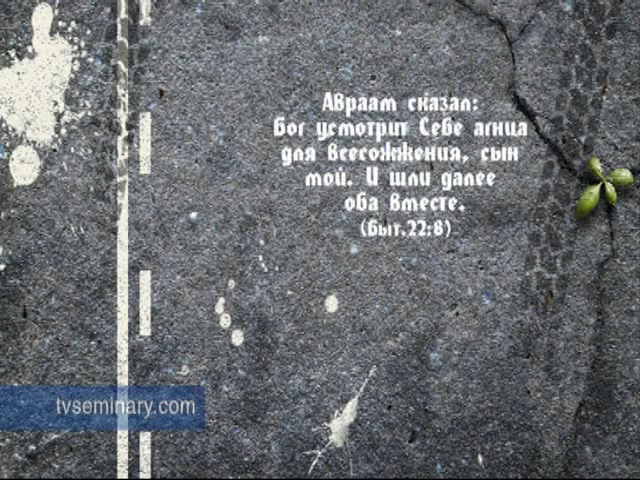 Авраам сказал:
Бог усмотрит Себе агнца
для всесожжения, сын
мой. И шли далее
оба вместе.
(Быт.22:8)
tvseminary.com